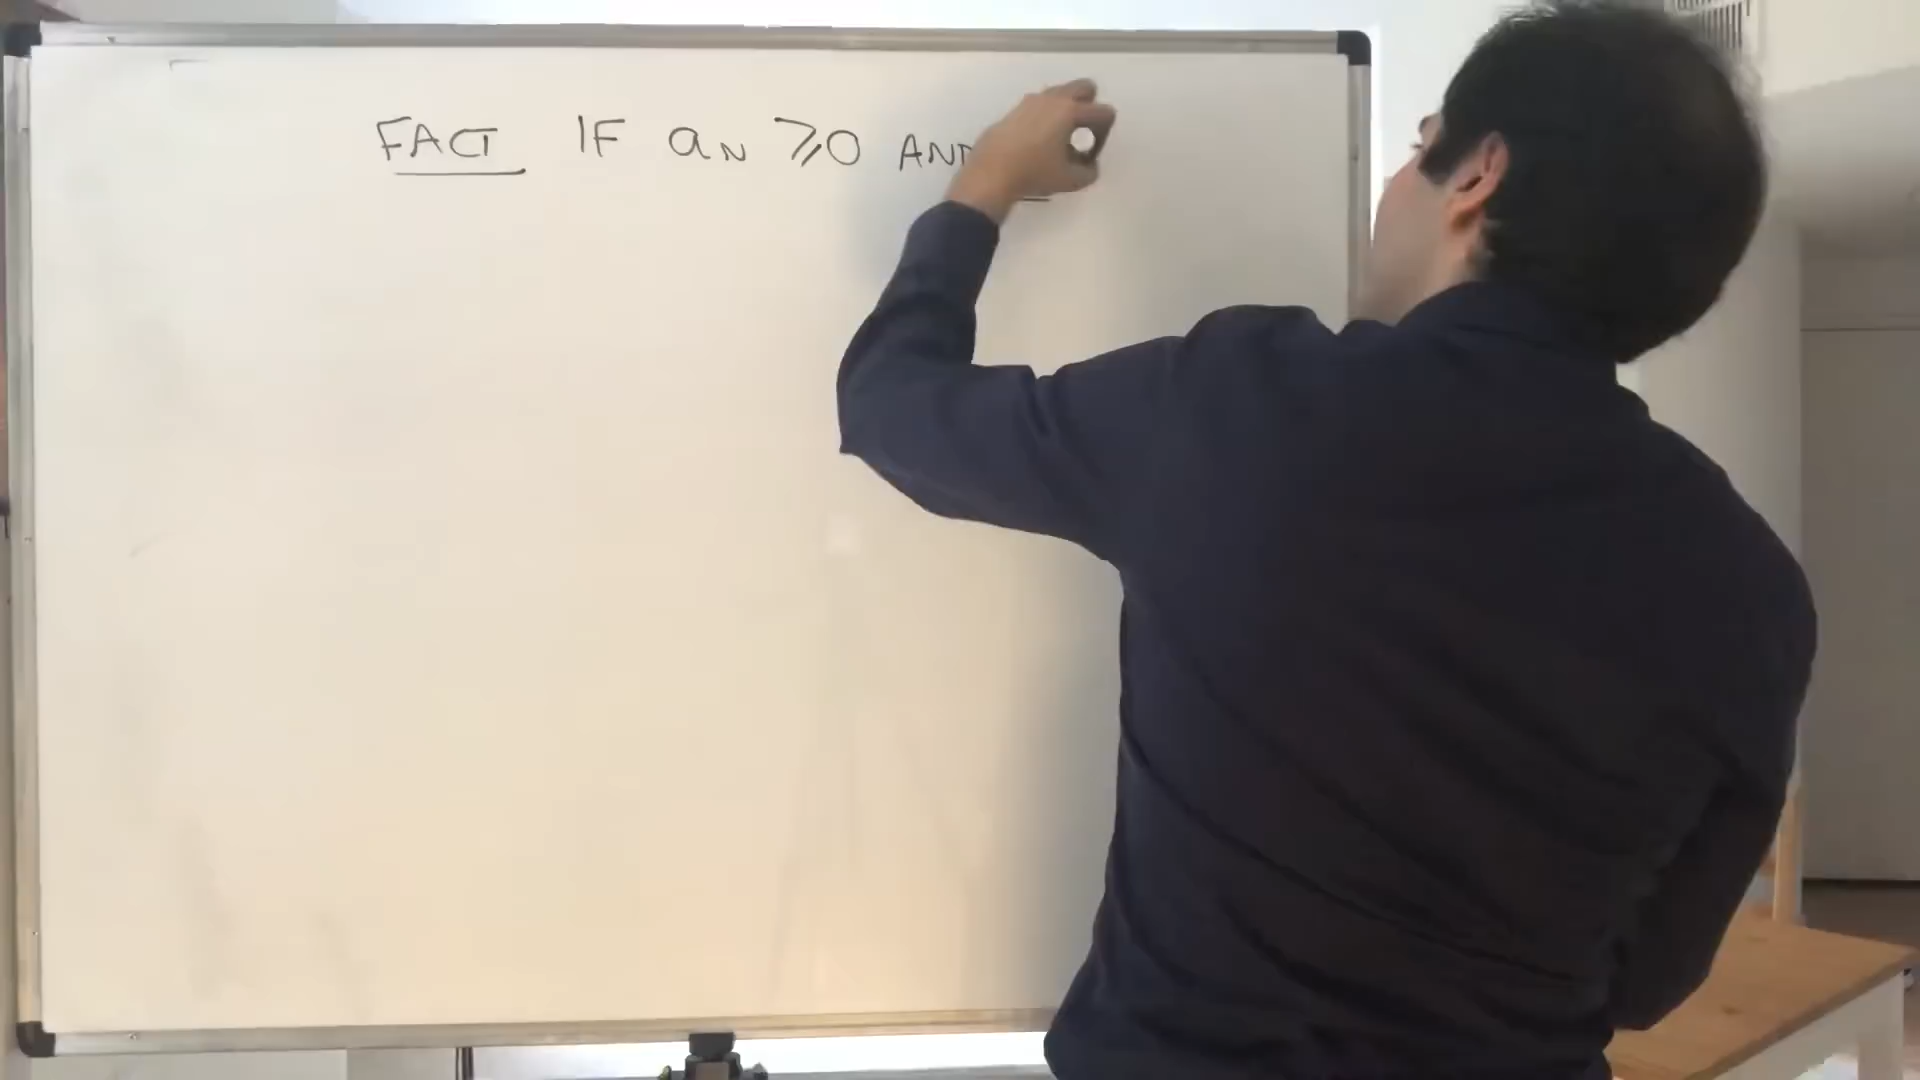 FACT IF aN ⩾0 AND